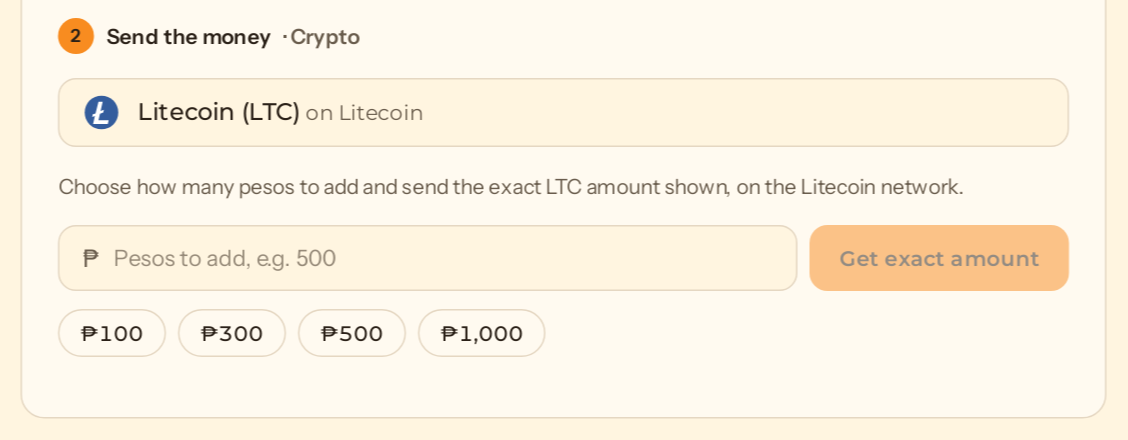 2 Send the money · Crypto
Litecoin (LTC) on Litecoin
Choose how many pesos to add and send the exact LTC amount shown, on the Litecoin network.
₱ Pesos to add, e.g. 500 Get exact amount
₱100 ₱300 ₱500 ₱1,000